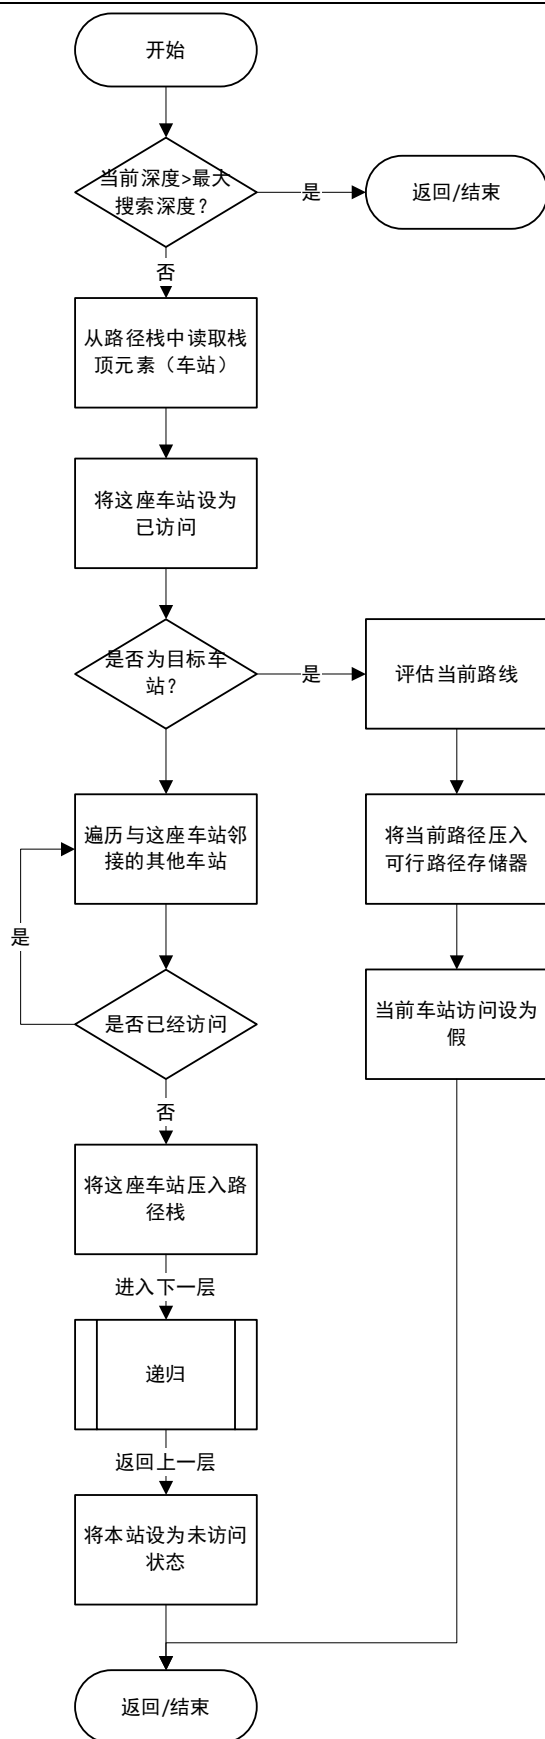 开始
当前深度>最大
搜索深度？
是
返回/结束
否
从路径栈中读取栈
顶元素（车站）
将这座车站设为
已访问
是否为目标车
站？
是
评估当前路线
遍历与这座车站邻
接的其他车站
将当前路径压入
可行路径存储器
是
是否已经访问
当前车站访问设为
假
否
将这座车站压入路
径栈
进入下一层
递归
返回上一层
将本站设为未访问
状态
返回/结束